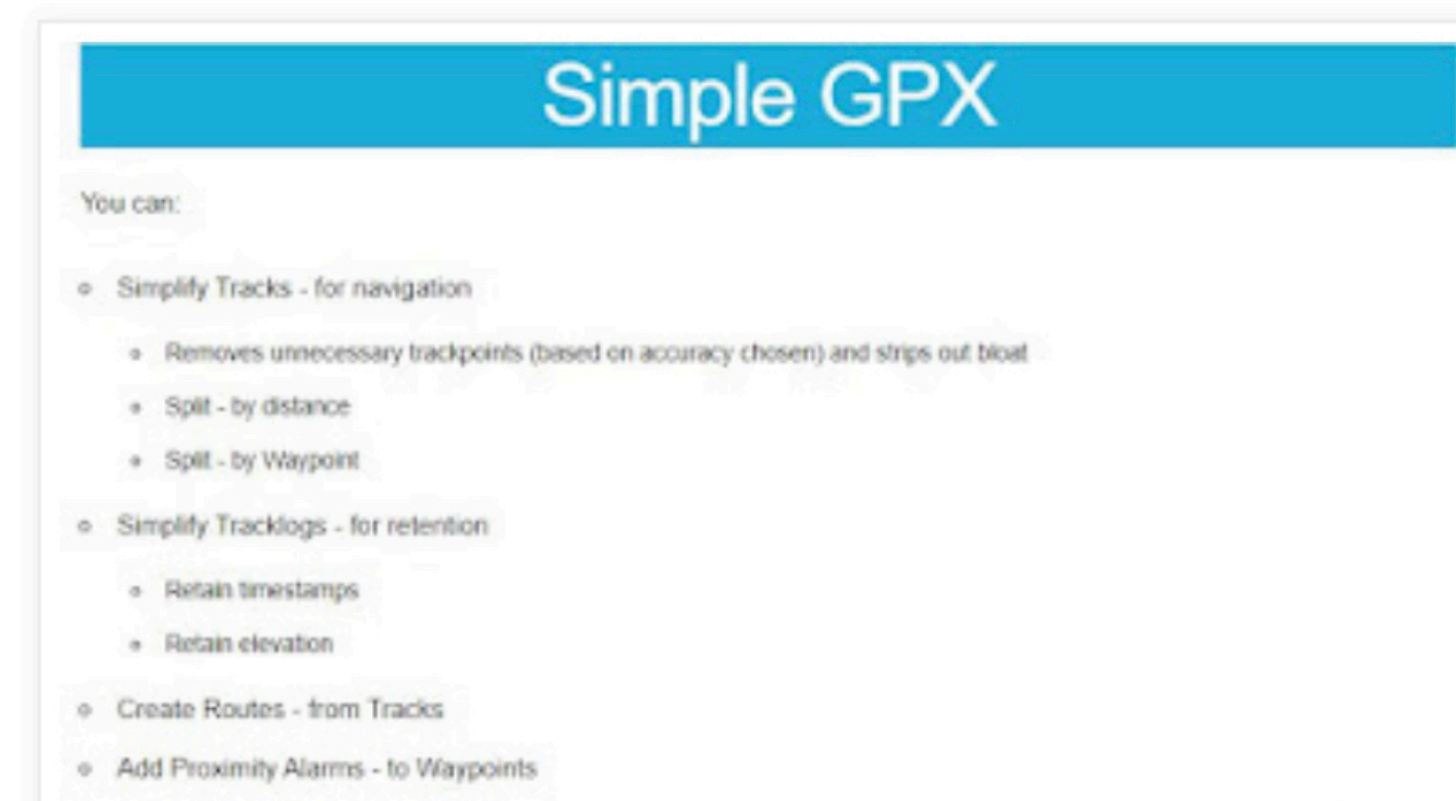 Simple GPX
You can:
Simplify Tracks - for navigation
Removes unnecessary trackpoints (based on accuracy chosen) and strips out bloat
Split - by distance
Split - by Waypoint
Simplify Tracklogs - for retention
Retain timestamps
Retain elevation
Create Routes - from Tracks
Add Proximity Alarms - to Waypoints